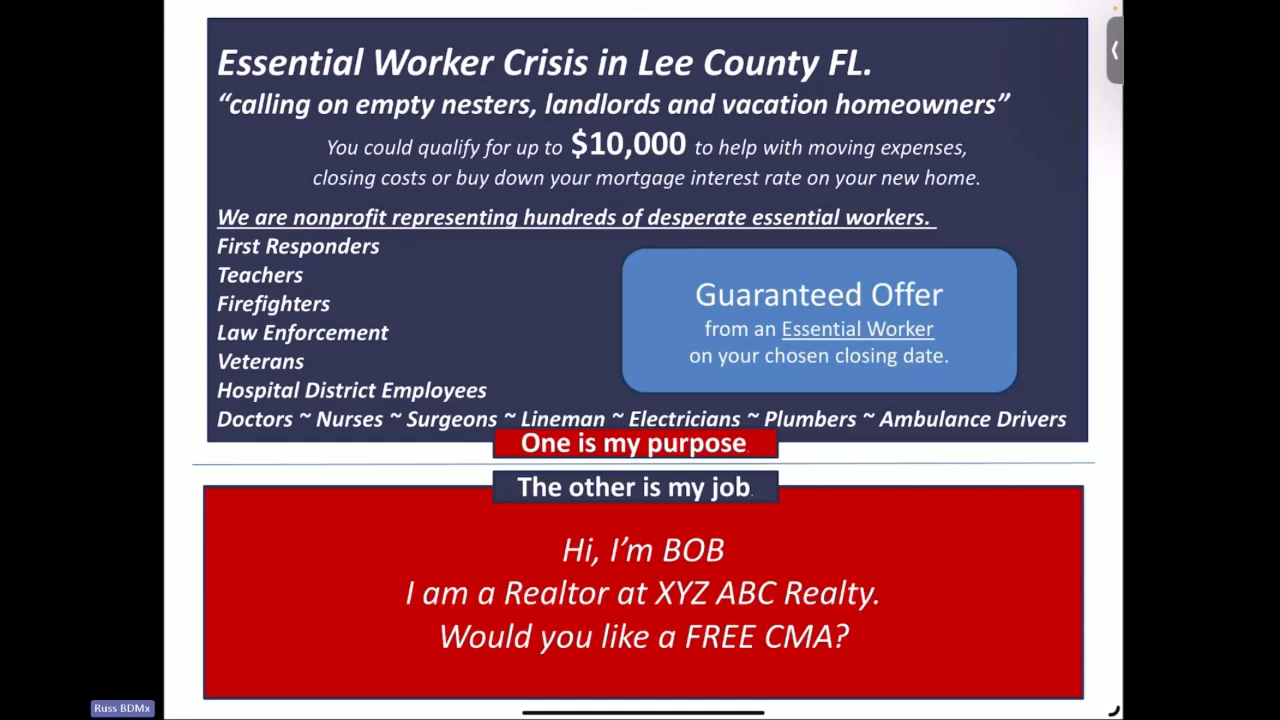 Essential Worker Crisis in Lee County FL.
“calling on empty nesters, landlords and vacation homeowners”
You could qualify for up to $10,000 to help with moving expenses,
closing costs or buy down your mortgage interest rate on your new home.
We are nonprofit representing hundreds of desperate essential workers.
First Responders
Teachers
Firefighters
Law Enforcement
Veterans
Hospital District Employees
Doctors ~ Nurses ~ Surgeons ~ Lineman ~ Electricians ~ Plumbers ~ Ambulance Drivers
Guaranteed Offer
from an Essential Worker
on your chosen closing date.
One is my purpose.
The other is my job.
Hi, I’m BOB
I am a Realtor at XYZ ABC Realty.
Would you like a FREE CMA?
Russ BDMx